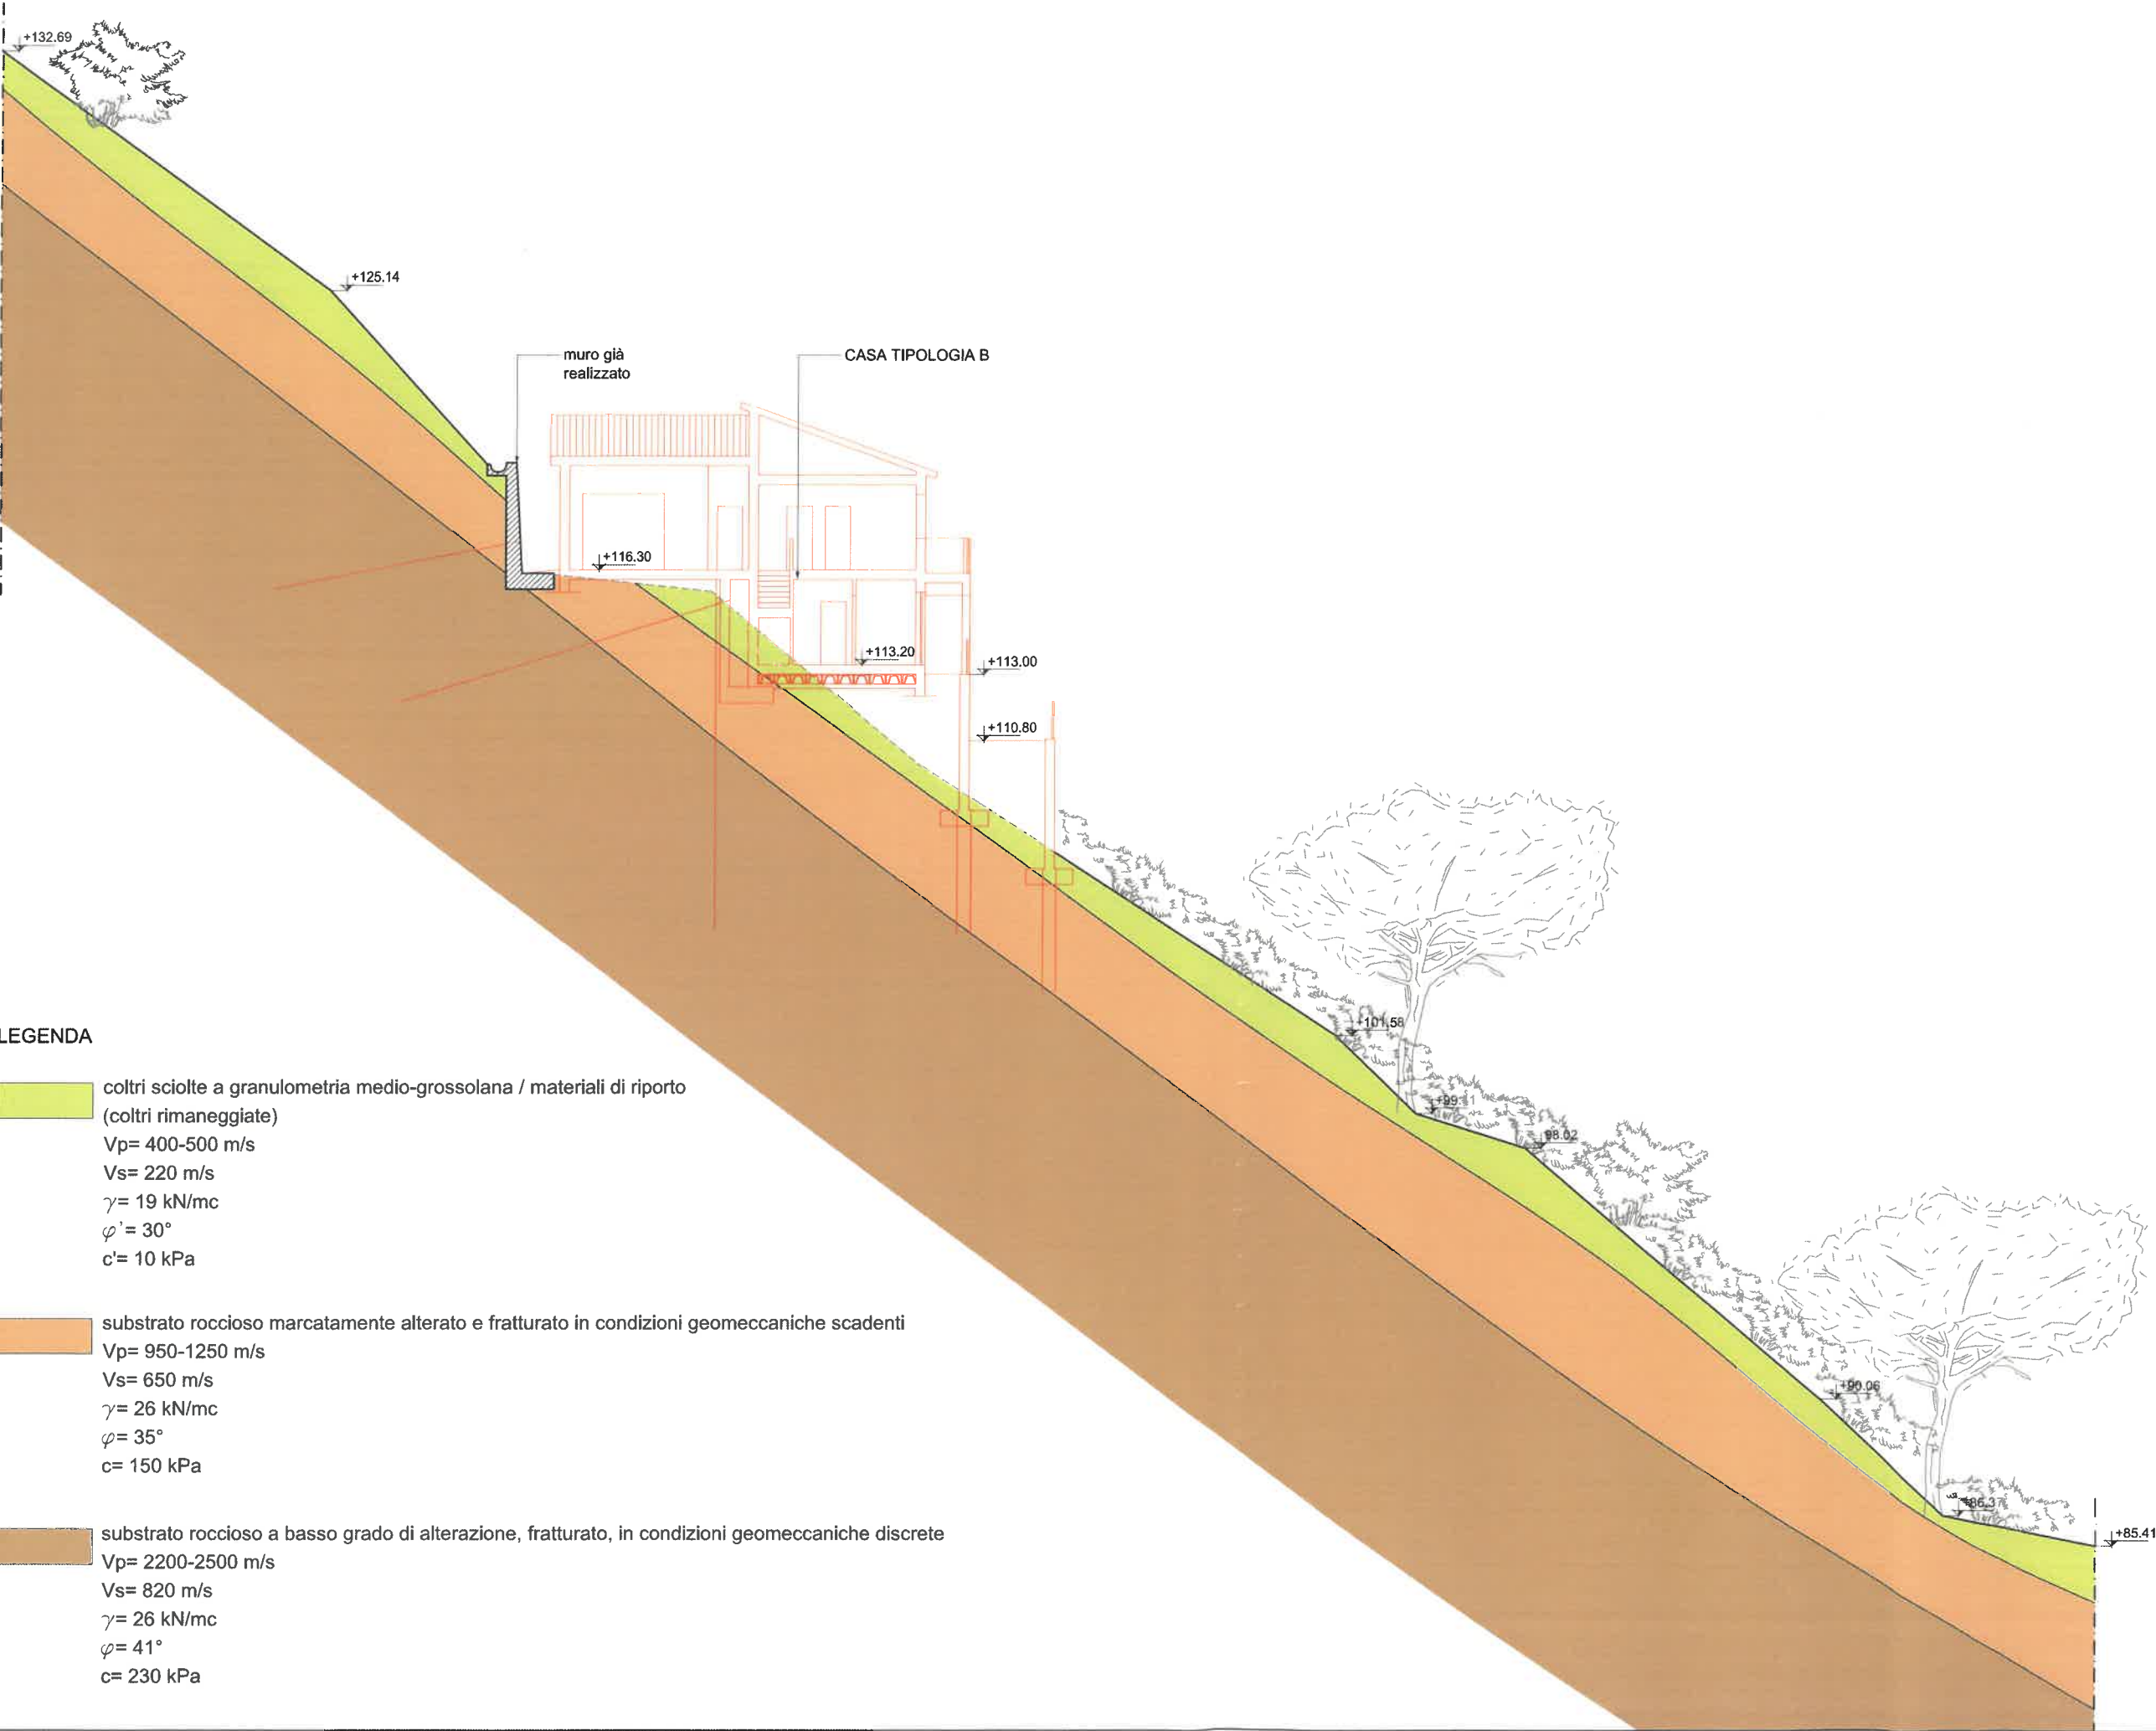 +132.69
+125.14
muro già
realizzato
CASA TIPOLOGIA B
+116.30
+113.20
+113.00
+110.80
+101.58
98.02
+90.06
+86.37
+85.41
LEGENDA
coltri sciolte a granulometria medio-grossolana / materiali di riporto
(coltri rimaneggiate)
Vp= 400-500 m/s
Vs= 220 m/s
γ= 19 kN/mc
φ'= 30°
c'= 10 kPa
substrato roccioso marcatamente alterato e fratturato in condizioni geomeccaniche scadenti
Vp= 950-1250 m/s
Vs= 650 m/s
γ= 26 kN/mc
φ= 35°
c= 150 kPa
substrato roccioso a basso grado di alterazione, fratturato, in condizioni geomeccaniche discrete
Vp= 2200-2500 m/s
Vs= 820 m/s
γ= 26 kN/mc
φ= 41°
c= 230 kPa